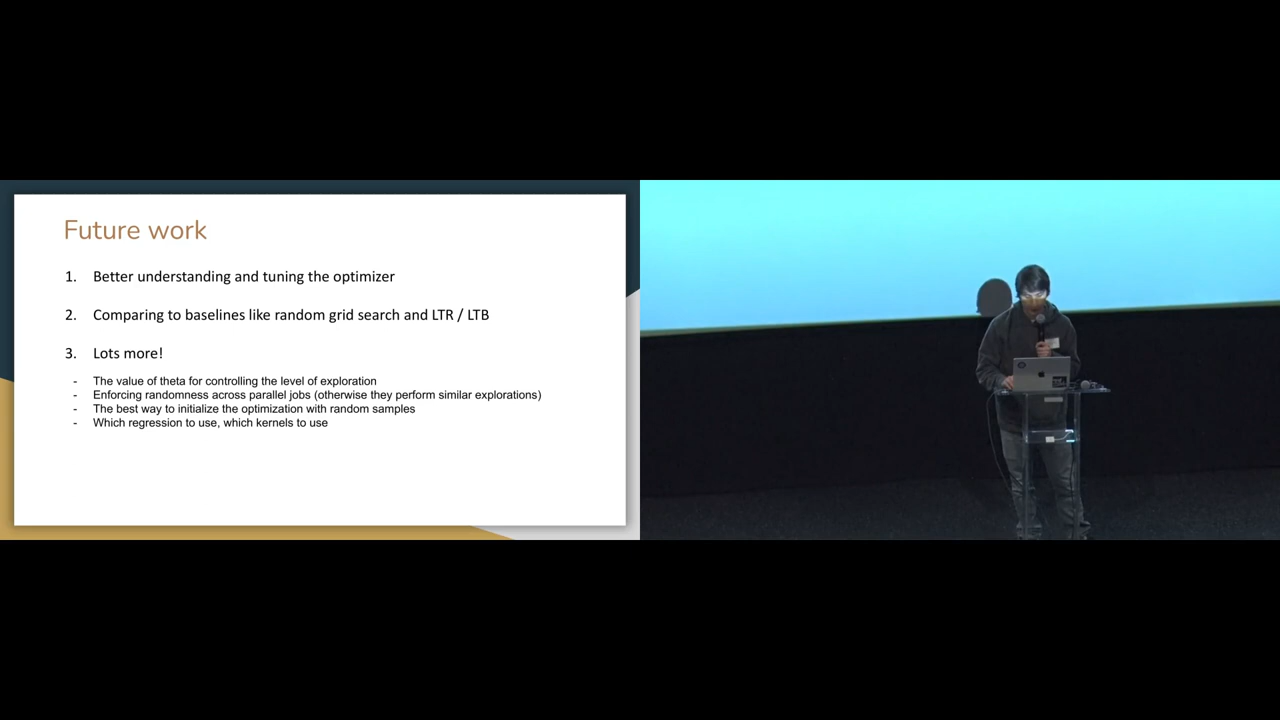 Future work
1. Better understanding and tuning the optimizer
2. Comparing to baselines like random grid search and LTR / LTB
3. Lots more!
- The value of theta for controlling the level of exploration
- Enforcing randomness across parallel jobs (otherwise they perform similar explorations)
- The best way to initialize the optimization with random samples
- Which regression to use, which kernels to use